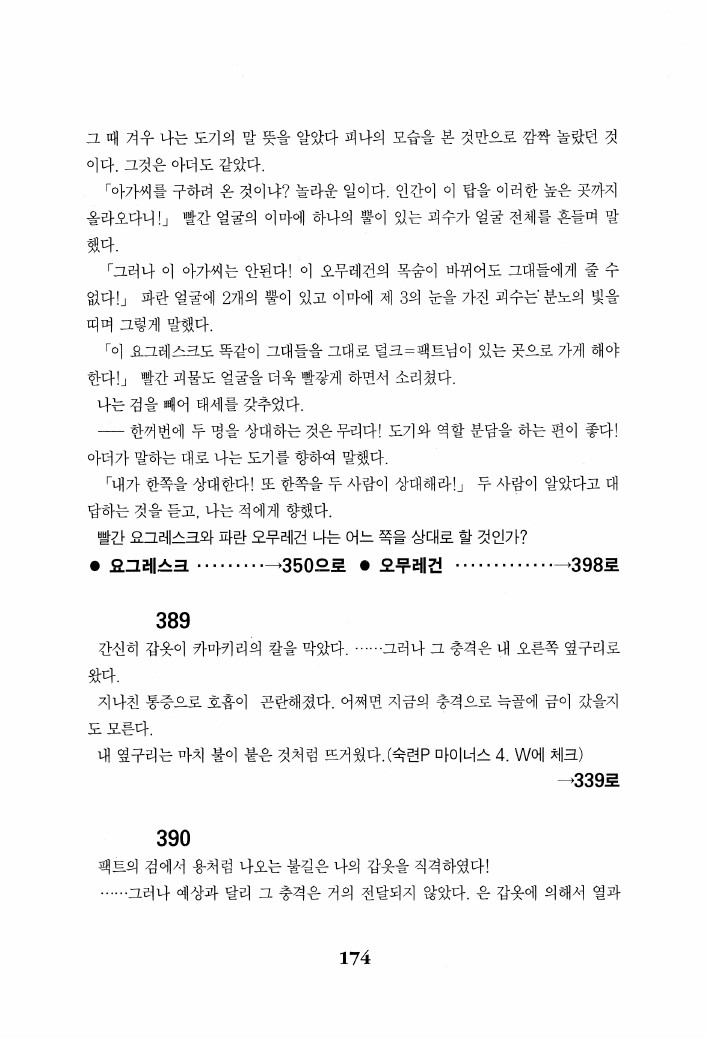 그 때 겨우 나는 도기의 말 뜻을 알았다 피나의 모습을 본 것만으로 깜짝 놀랐던 것
이다. 그것은 아더도 같았다.
「아가씨를 구하려 온 것이냐? 놀라운 일이다. 인간이 이 탑을 이러한 높은 곳까지
올라오다니!」 빨간 얼굴의 이마에 하나의 뿔이 있는 괴수가 얼굴 전체를 흔들며 말
했다.
「그러나 이 아가씨는 안된다! 이 오무레건의 목숨이 바뀌어도 그대들에게 줄 수
없다!」 파란 얼굴에 2개의 뿔이 있고 이마에 제 3의 눈을 가진 괴수는 분노의 빛을
띠며 그렇게 말했다.
「이 요그레스크도 똑같이 그대들을 그대로 덜크=팩트님이 있는 곳으로 가게 해야
한다!」 빨간 괴물도 얼굴을 더욱 빨갛게 하면서 소리쳤다.
나는 검을 빼어 태세를 갖추었다.
── 한꺼번에 두 명을 상대하는 것은 무리다! 도기와 역할 분담을 하는 편이 좋다!
아더가 말하는 대로 나는 도기를 향하여 말했다.
「내가 한쪽을 상대한다! 또 한쪽을 두 사람이 상대해라!」 두 사람이 알았다고 대
답하는 것을 듣고, 나는 적에게 향했다.
빨간 요그레스크와 파란 오무레건 나는 어느 쪽을 상대로 할 것인가?
● 요그레스크 ·········→350으로 ● 오무레건 ·············→398로
389
간신히 갑옷이 카마키리의 칼을 막았다. ……그러나 그 충격은 내 오른쪽 옆구리로
왔다.
지나친 통증으로 호흡이 곤란해졌다. 어쩌면 지금의 충격으로 늑골에 금이 갔을지
도 모른다.
내 옆구리는 마치 불이 붙은 것처럼 뜨거웠다.(숙련P 마이너스 4. W에 체크)
→339로
390
팩트의 검에서 용처럼 나오는 불길은 나의 갑옷을 직격하였다!
……그러나 예상과 달리 그 충격은 거의 전달되지 않았다. 은 갑옷에 의해서 열과
174